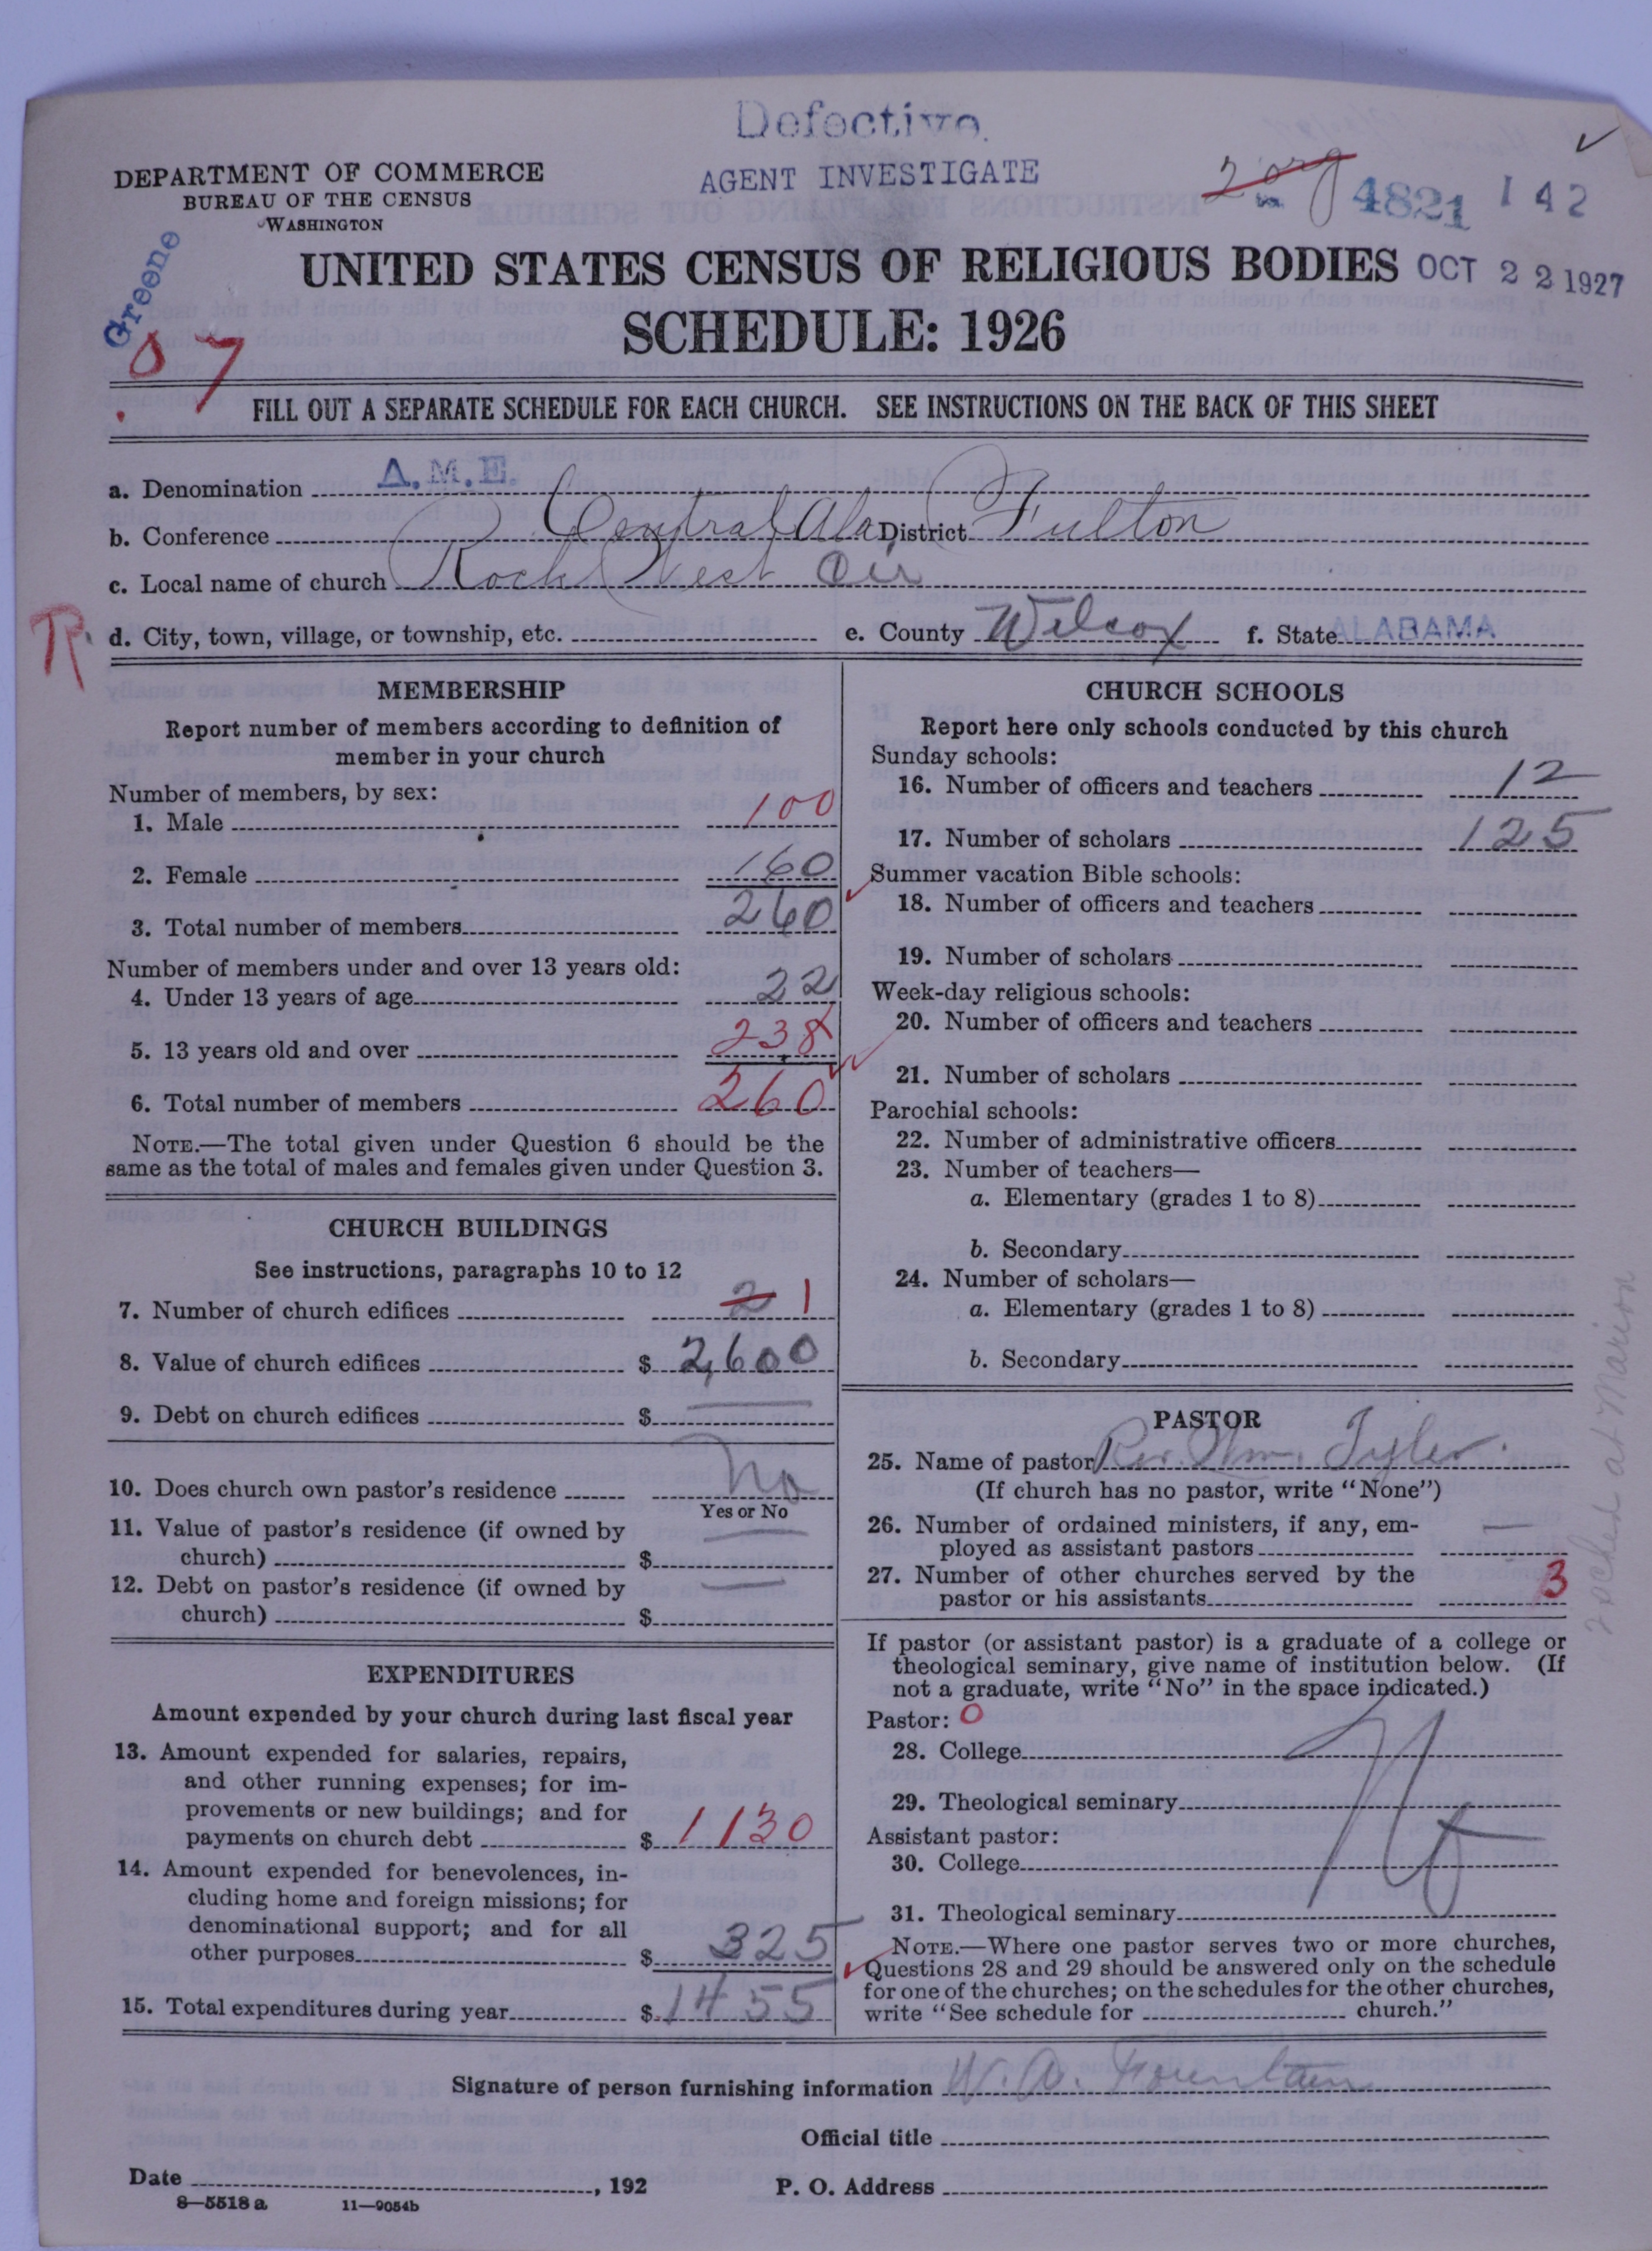 Defective.
AGENT INVESTIGATE
DEPARTMENT OF COMMERCE
BUREAU OF THE CENSUS
WASHINGTON
2 org
4821 142
Greene
UNITED STATES CENSUS OF RELIGIOUS BODIES OCT 22 1927
SCHEDULE: 1926
07
FILL OUT A SEPARATE SCHEDULE FOR EACH CHURCH. SEE INSTRUCTIONS ON THE BACK OF THIS SHEET
a. Denomination A.M.E.
b. Conference Central Ala District Fulton
c. Local name of church Rock West Cir
R. d. City, town, village, or township, etc. e. County Wilcox f. State ALABAMA
MEMBERSHIP
Report number of members according to definition of
member in your church
Number of members, by sex:
1. Male 100
2. Female 160
3. Total number of members 260
Number of members under and over 13 years old:
4. Under 13 years of age 22
5. 13 years old and over 238
6. Total number of members 260
NOTE.—The total given under Question 6 should be the
same as the total of males and females given under Question 3.
CHURCH BUILDINGS
See instructions, paragraphs 10 to 12
7. Number of church edifices 2 1
8. Value of church edifices $ 2,600
9. Debt on church edifices $
10. Does church own pastor's residence No
Yes or No
11. Value of pastor's residence (if owned by
church) $
12. Debt on pastor's residence (if owned by
church) $
EXPENDITURES
Amount expended by your church during last fiscal year
13. Amount expended for salaries, repairs,
and other running expenses; for im-
provements or new buildings; and for
payments on church debt $ 1130
14. Amount expended for benevolences, in-
cluding home and foreign missions; for
denominational support; and for all
other purposes $ 325
15. Total expenditures during year $ 1455
CHURCH SCHOOLS
Report here only schools conducted by this church
Sunday schools:
16. Number of officers and teachers 12
17. Number of scholars 125
Summer vacation Bible schools:
18. Number of officers and teachers
19. Number of scholars
Week-day religious schools:
20. Number of officers and teachers
21. Number of scholars
Parochial schools:
22. Number of administrative officers
23. Number of teachers—
a. Elementary (grades 1 to 8)
b. Secondary
24. Number of scholars—
a. Elementary (grades 1 to 8)
b. Secondary
PASTOR
25. Name of pastor Rev. Wm. Tyler.
(If church has no pastor, write "None")
26. Number of ordained ministers, if any, em-
ployed as assistant pastors —
27. Number of other churches served by the
pastor or his assistants 3
If pastor (or assistant pastor) is a graduate of a college or
theological seminary, give name of institution below. (If
not a graduate, write "No" in the space indicated.)
Pastor: 0
28. College
29. Theological seminary
Assistant pastor:
30. College
31. Theological seminary
NOTE.—Where one pastor serves two or more churches,
Questions 28 and 29 should be answered only on the schedule
for one of the churches; on the schedules for the other churches,
write "See schedule for church."
2 sched at Marion
Signature of person furnishing information W. A. Fountain
Official title
Date , 192 P. O. Address
8—5518 a 11—9054b